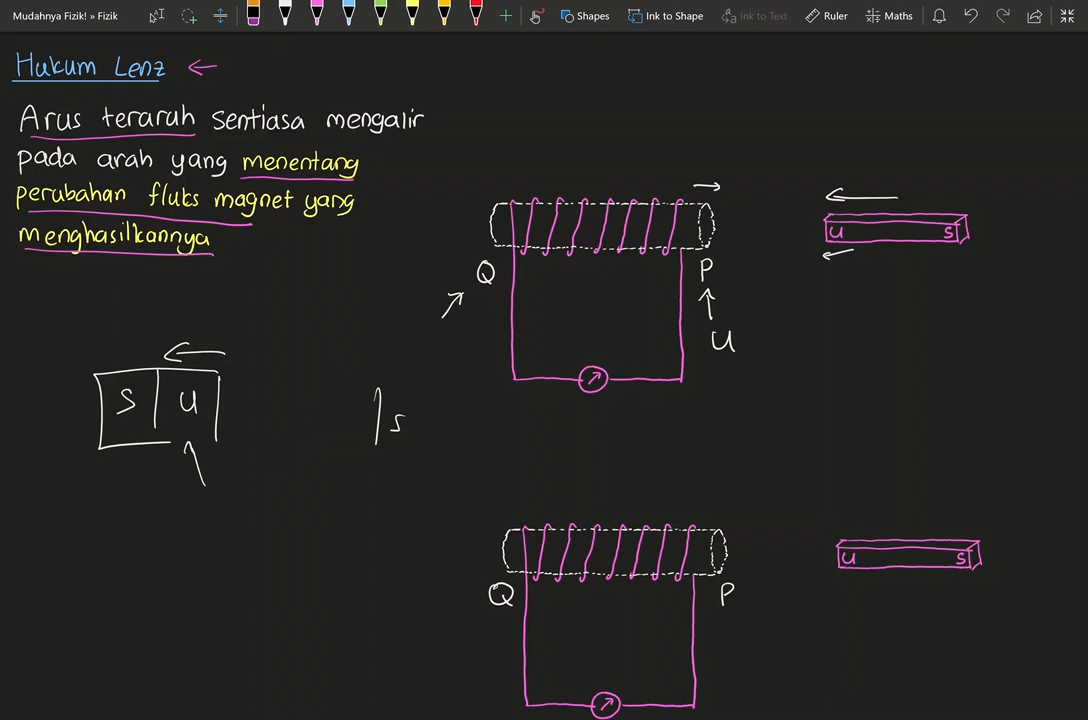 Mudahnya Fizik! » Fizik
Shapes
Ink to Shape
Ink to Text
Ruler
Maths
Hukum Lenz
Arus teraruh sentiasa mengalir
pada arah yang menentang
perubahan fluks magnet yang
menghasilkannya
U S
Q P
U
S U
S
U S
Q P